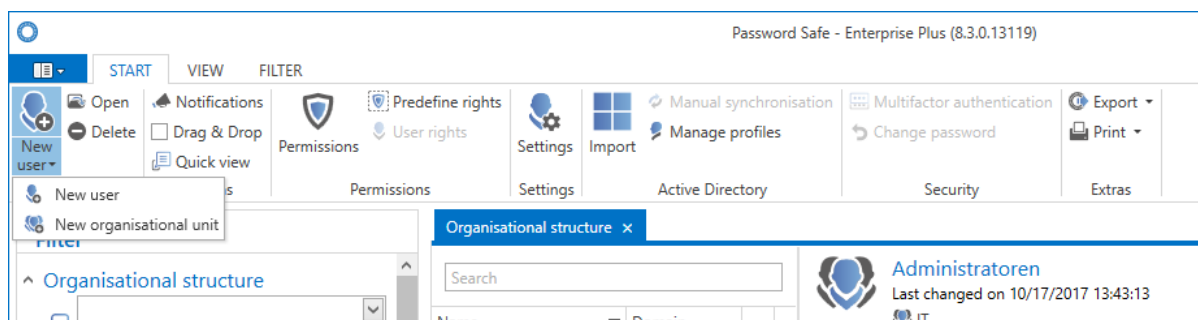 Password Safe - Enterprise Plus (8.3.0.13119)
START VIEW FILTER
New user
Open
Delete
Notifications
Drag & Drop
Quick view
Permissions
Predefine rights
User rights
Permissions
Settings
Settings
Import
Manual synchronisation
Manage profiles
Active Directory
Multifactor authentication
Change password
Security
Export
Print
Extras
New user
New organisational unit
Filter
Organisational structure
Organisational structure
Search
Name
Domain
Administratoren
Last changed on 10/17/2017 13:43:13
IT